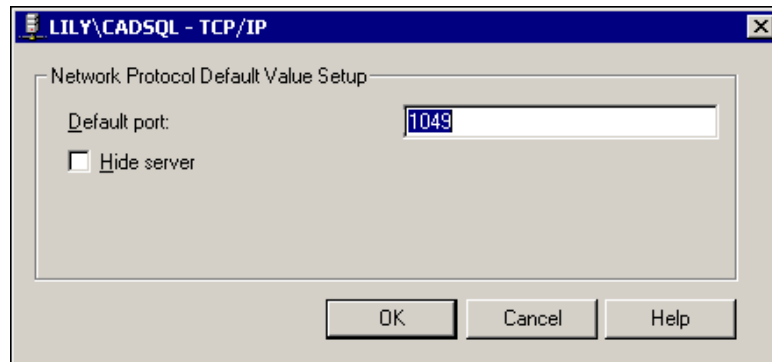 LILY\CADSQL - TCP/IP
Network Protocol Default Value Setup
Default port: 1049
Hide server
OK Cancel Help